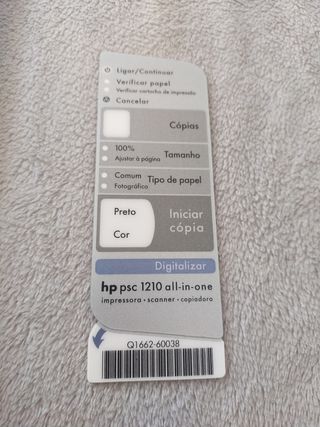 Ligar/Continuar
Verificar papel
Verificar cartucho de impressão
Cancelar
Cópias
100%
Ajustar à página
Tamanho
Comum
Fotográfico
Tipo de papel
Preto
Cor
Iniciar
cópia
Digitalizar
hp psc 1210 all-in-one
impressora • scanner • copiadora
Q1662-60038